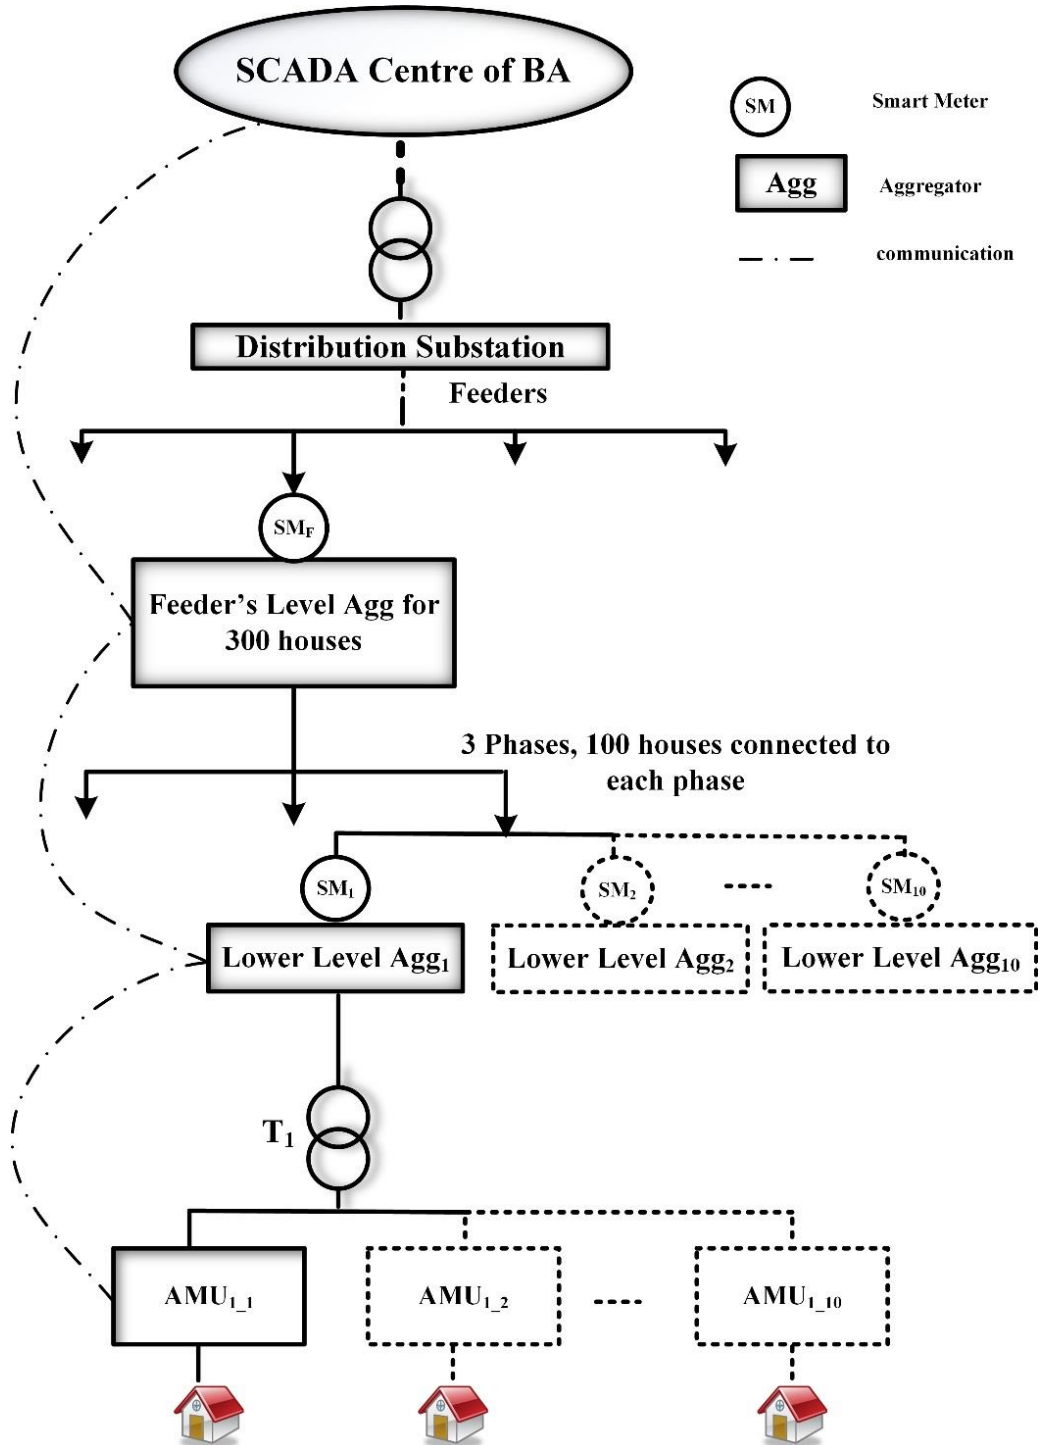 SCADA Centre of BA
SM
Smart Meter
Agg
Aggregator
communication
Distribution Substation
Feeders
SM_F
Feeder’s Level Agg for
300 houses
3 Phases, 100 houses connected to
each phase
SM₁
SM₂
SM₁₀
Lower Level Agg₁
Lower Level Agg₂
Lower Level Agg₁₀
T₁
AMU₁_₁
AMU₁_₂
AMU₁_₁₀